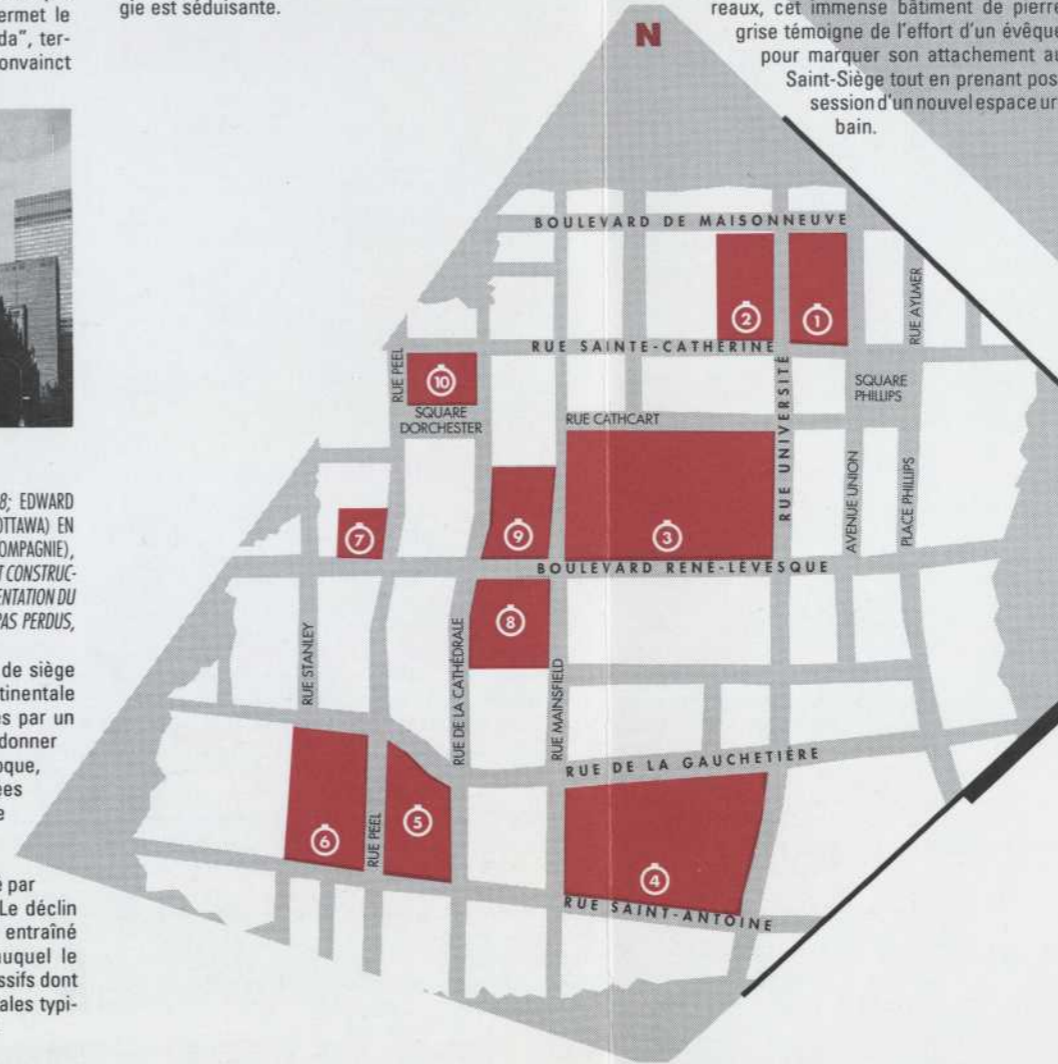 ermet le
da”, ter-
onvainct
gie est séduisante.
reaux, cet immense bâtiment de pierre
grise témoigne de l’effort d’un évêque
pour marquer son attachement au
Saint-Siège tout en prenant pos-
session d’un nouvel espace ur-
bain.
8; EDWARD
OTTAWA) EN
OMPAGNIE),
T CONSTRUC-
ENTATION DU
PAS PERDUS,
de siège
tinentale
es par un
donner
oque,
ées
e
é par
Le déclin
entraîné
auquel le
ssifs dont
ales typi-
N
BOULEVARD DE MAISONNEUVE
RUE AYLMER
2
1
RUE SAINTE-CATHERINE
RUE PEEL
10
SQUARE
PHILLIPS
SQUARE
DORCHESTER
RUE CATHCART
RUE UNIVERSITÉ
AVENUE UNION
PLACE PHILLIPS
7
9
3
BOULEVARD RENÉ-LÉVESQUE
8
RUE STANLEY
RUE DE LA CATHÉDRALE
RUE MAINSFIELD
RUE DE LA GAUCHETIÈRE
6
RUE PEEL
5
4
RUE SAINT-ANTOINE